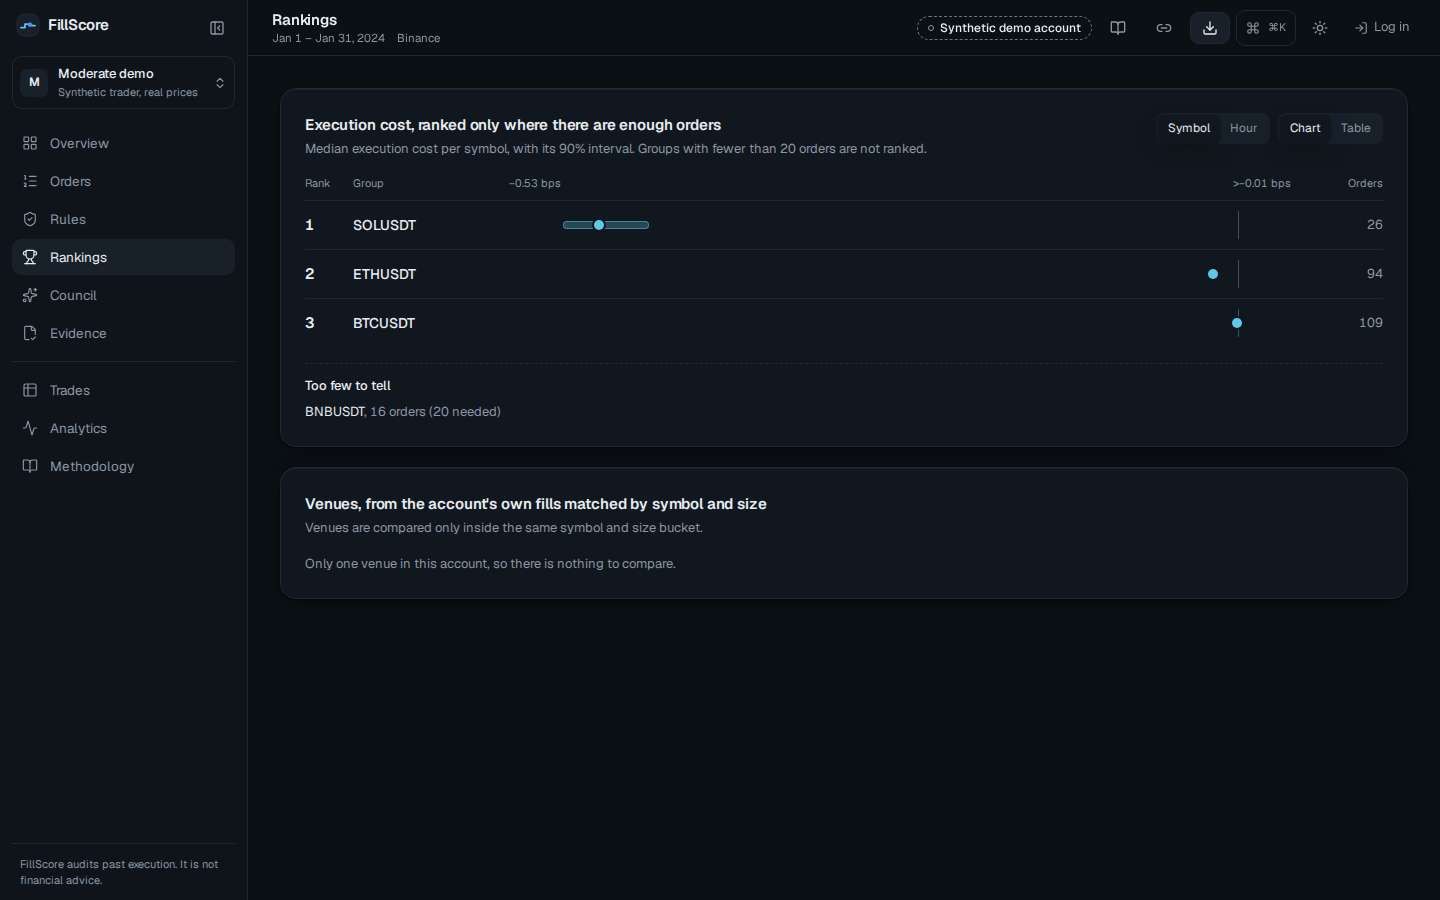 FillScore
M
Moderate demo
Synthetic trader, real prices
Overview
Orders
Rules
Rankings
Council
Evidence
Trades
Analytics
Methodology
FillScore audits past execution. It is not
financial advice.
Rankings
Jan 1 – Jan 31, 2024 Binance
Synthetic demo account
⌘K
Log in
Execution cost, ranked only where there are enough orders
Median execution cost per symbol, with its 90% interval. Groups with fewer than 20 orders are not ranked.
Symbol Hour
Chart Table
Rank Group −0.53 bps >−0.01 bps Orders
1 SOLUSDT 26
2 ETHUSDT 94
3 BTCUSDT 109
Too few to tell
BNBUSDT, 16 orders (20 needed)
Venues, from the account's own fills matched by symbol and size
Venues are compared only inside the same symbol and size bucket.
Only one venue in this account, so there is nothing to compare.